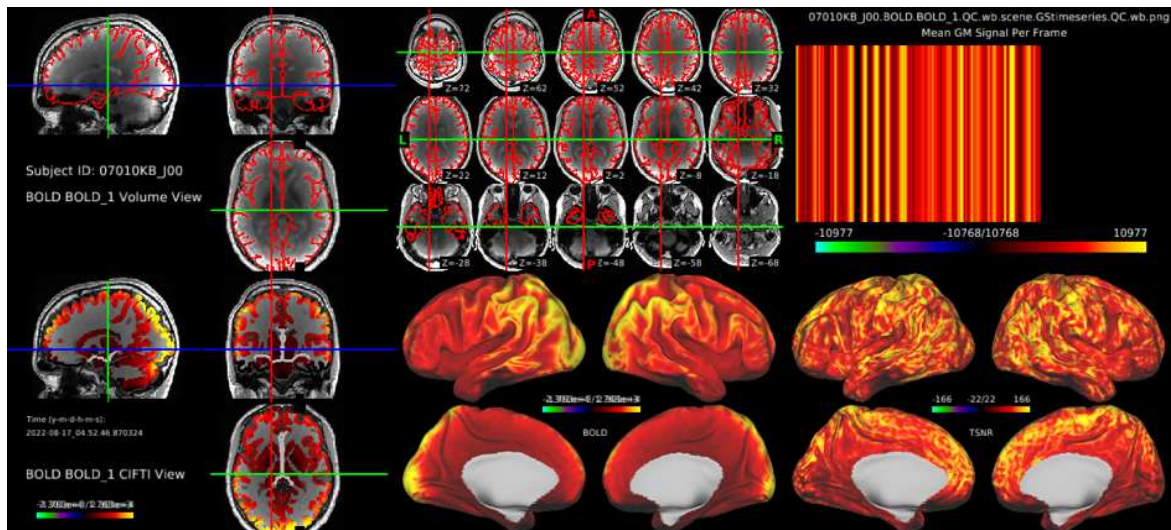 07010KB_J00.BOLD.BOLD_1.QC.wb.scene.GStimeseries.QC.wb.png
Mean GM Signal Per Frame
A
Z=72
Z=62
Z=52
Z=42
Z=32
L
R
Z=22
Z=12
Z=2
Z=-8
Z=-18
Subject ID: 07010KB_J00
BOLD BOLD_1 Volume View
Z=-28
Z=-38
Z=-48
Z=-58
Z=-68
P
-10977
-10768/10768
10977
Time (y-m-d-h-m-s):
2022-08-17_04.52.46.870324
BOLD BOLD_1 CIFTI View
BOLD
-166
-22/22
166
TSNR